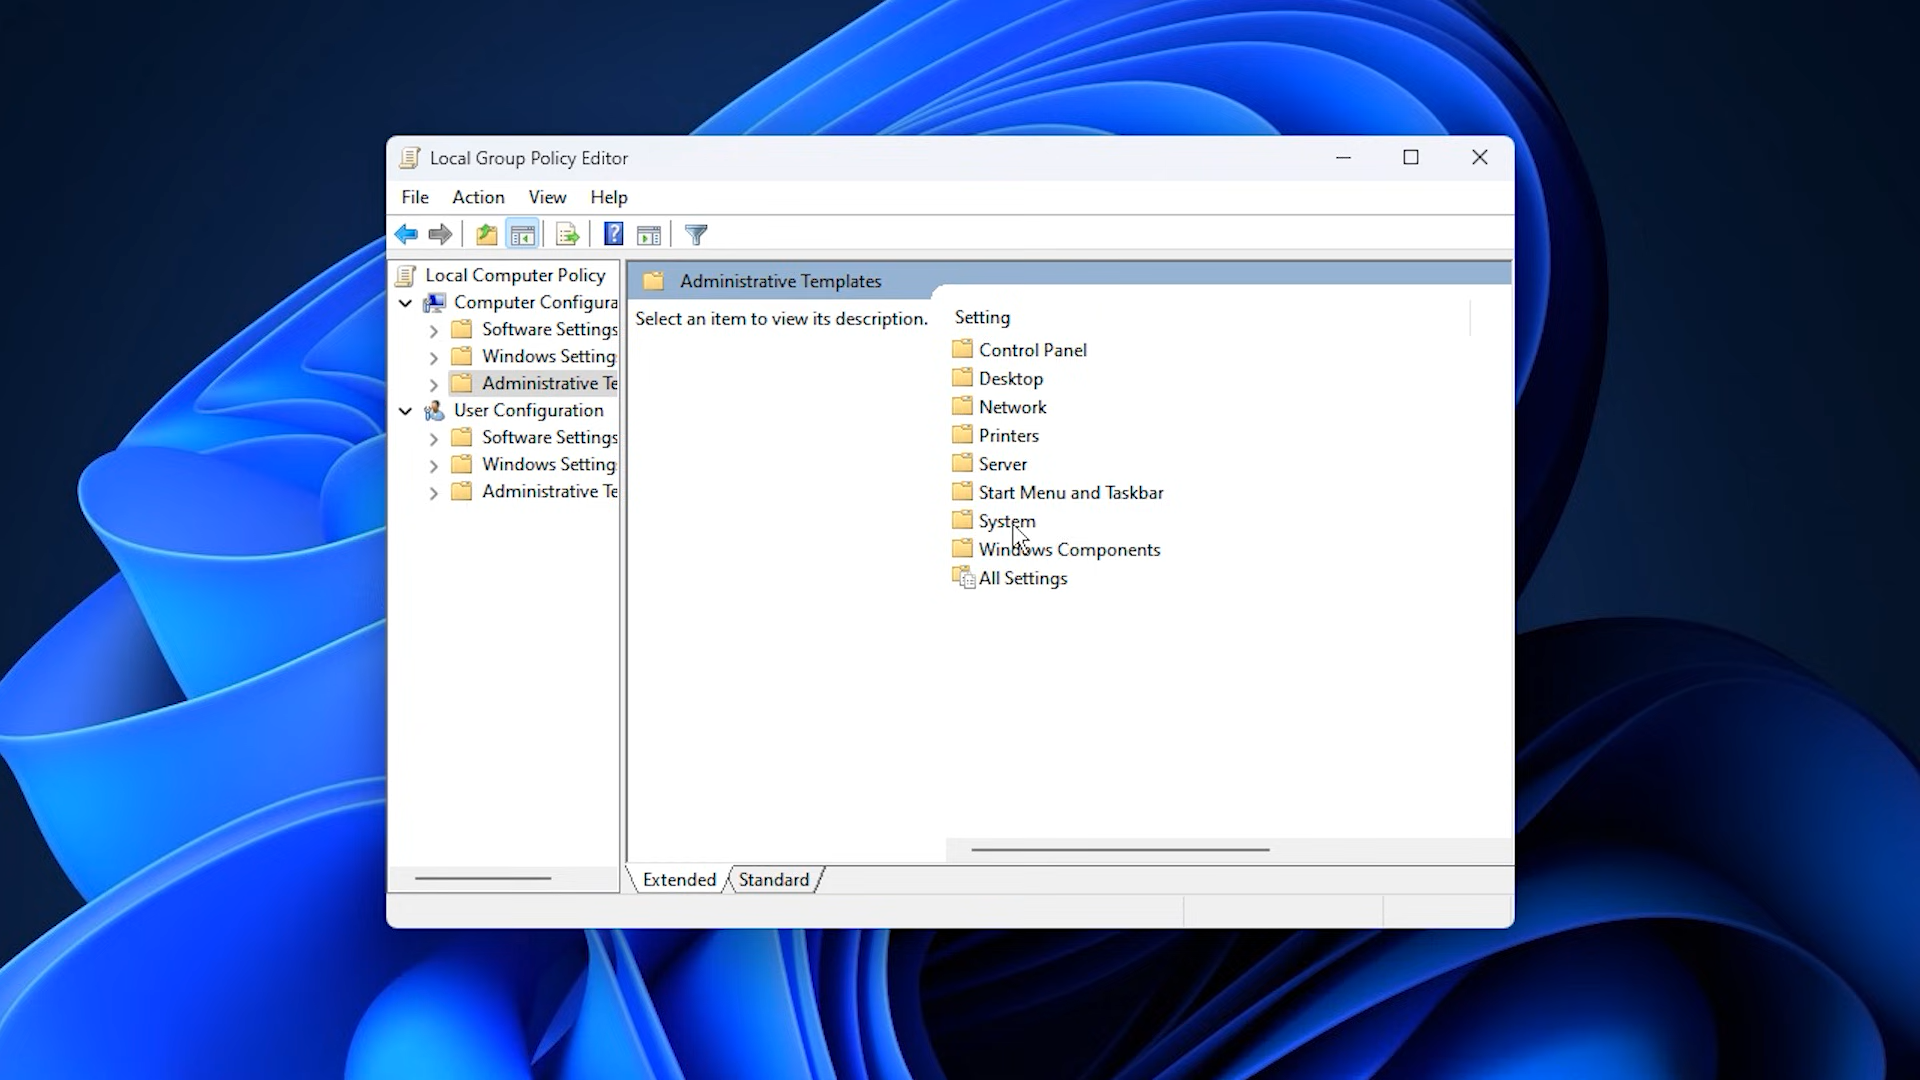 Local Group Policy Editor
File Action View Help
Local Computer Policy
Computer Configura
Software Settings
Windows Setting
Administrative Te
User Configuration
Software Settings
Windows Setting
Administrative Te
Administrative Templates
Select an item to view its description.
Setting
Control Panel
Desktop
Network
Printers
Server
Start Menu and Taskbar
System
Windows Components
All Settings
Extended Standard